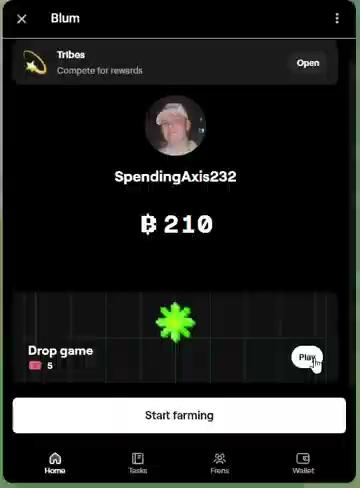 Blum
Tribes
Compete for rewards
Open
SpendingAxis232
210
Drop game
5
Play
Start farming
Home
Tasks
Frens
Wallet